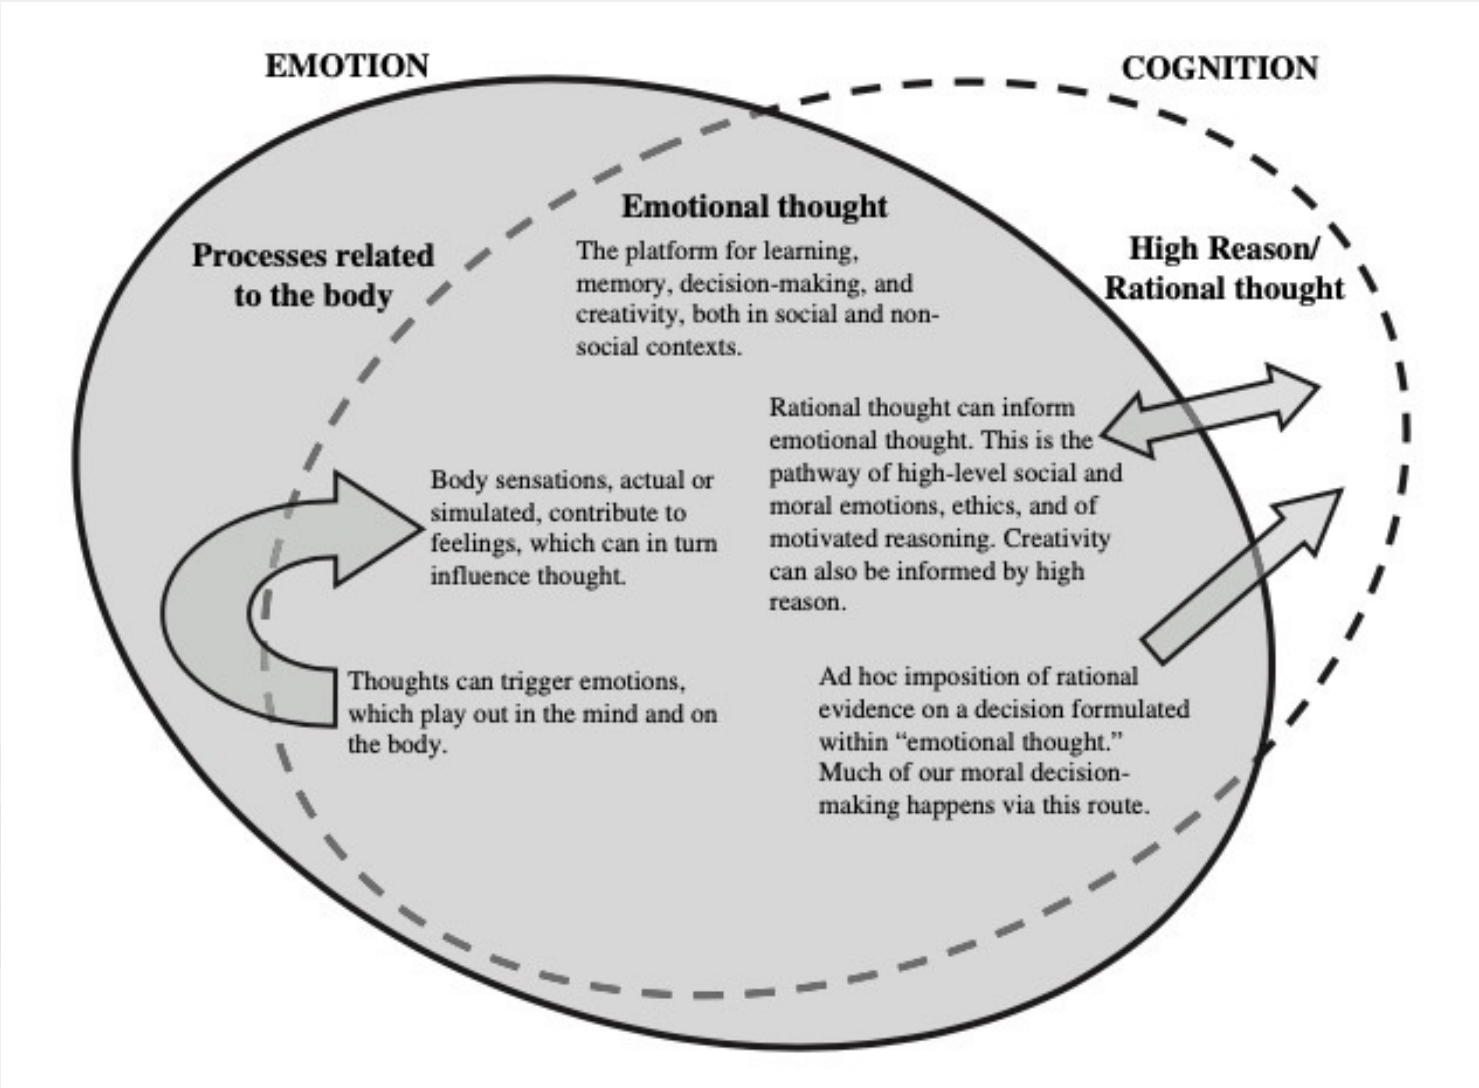 EMOTION
COGNITION
Processes related
to the body
Emotional thought
The platform for learning,
memory, decision-making, and
creativity, both in social and non-
social contexts.
High Reason/
Rational thought
Rational thought can inform
emotional thought. This is the
pathway of high-level social and
moral emotions, ethics, and of
motivated reasoning. Creativity
can also be informed by high
reason.
Body sensations, actual or
simulated, contribute to
feelings, which can in turn
influence thought.
Thoughts can trigger emotions,
which play out in the mind and on
the body.
Ad hoc imposition of rational
evidence on a decision formulated
within “emotional thought.”
Much of our moral decision-
making happens via this route.